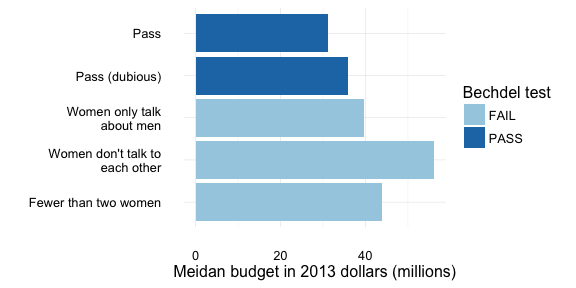 Pass
Pass (dubious)
Women only talk
about men
Women don't talk to
each other
Fewer than two women
0 20 40
Meidan budget in 2013 dollars (millions)
Bechdel test
FAIL
PASS